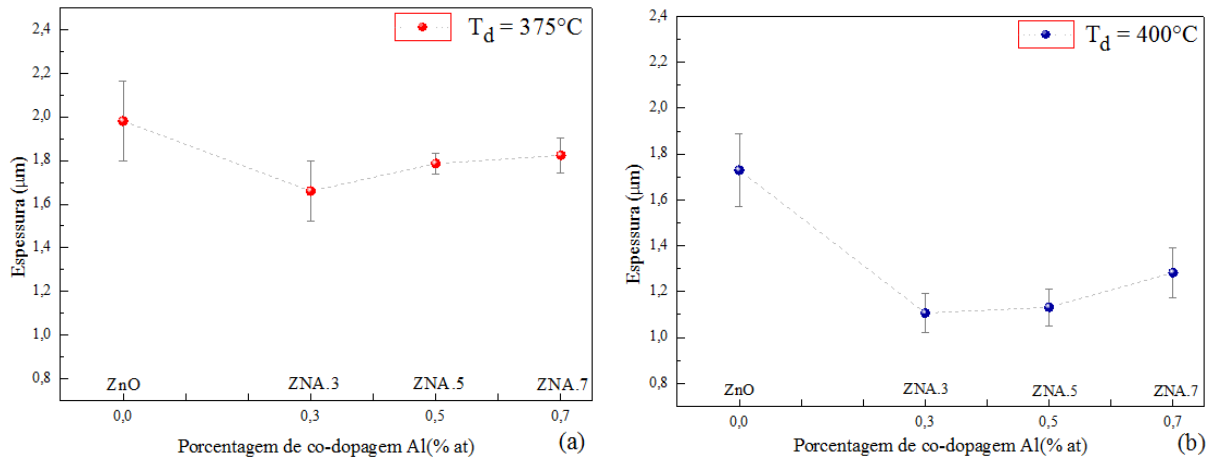 2,4
2,2
2,0
1,8
1,6
1,4
1,2
1,0
0,8
Espessura (μm)
T_d = 375°C
ZnO
ZNA.3
ZNA.5
ZNA.7
0,0
0,3
0,5
0,7
Porcentagem de co-dopagem Al(% at)
(a)
2,4
2,2
2,0
1,8
1,6
1,4
1,2
1,0
0,8
Espessura (μm)
T_d = 400°C
ZnO
ZNA.3
ZNA.5
ZNA.7
0,0
0,3
0,5
0,7
Porcentagem de co-dopagem Al(% at)
(b)